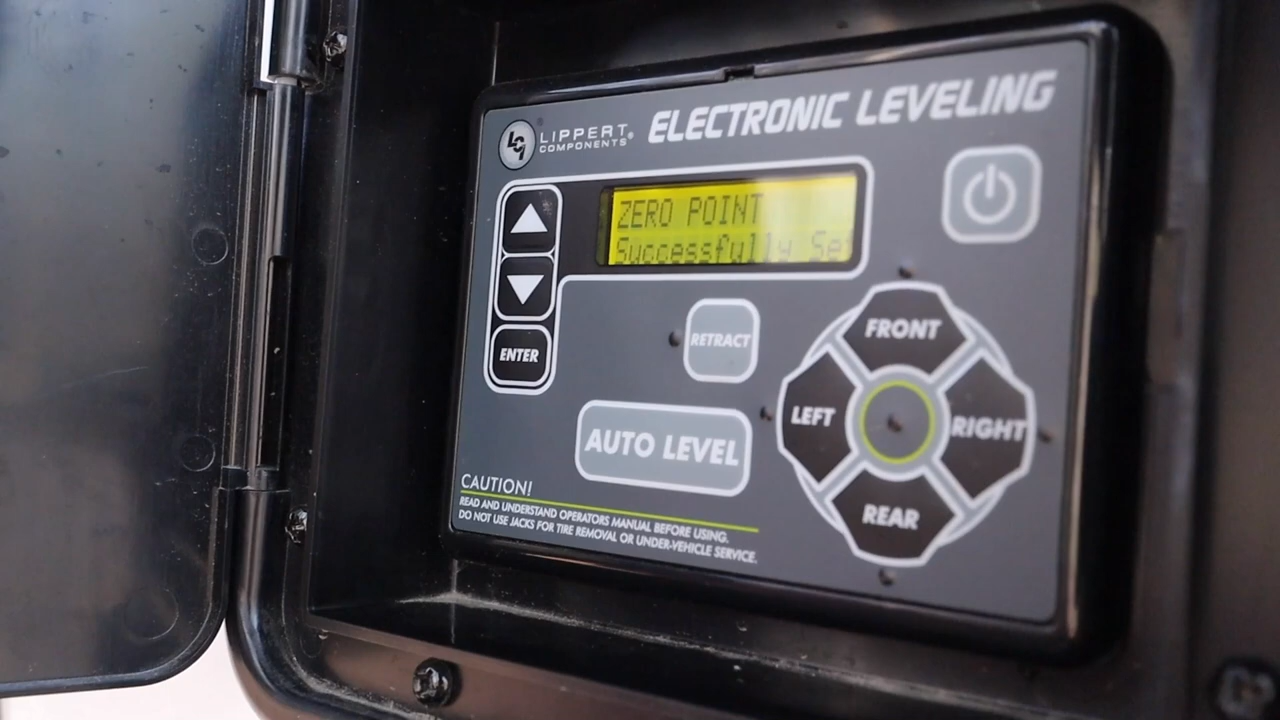 LCI
LIPPERT
COMPONENTS®
ELECTRONIC LEVELING
ZERO POINT
Successfully Set
ENTER
RETRACT
AUTO LEVEL
FRONT
LEFT
RIGHT
REAR
CAUTION!
READ AND UNDERSTAND OPERATORS MANUAL BEFORE USING.
DO NOT USE JACKS FOR TIRE REMOVAL OR UNDER-VEHICLE SERVICE.